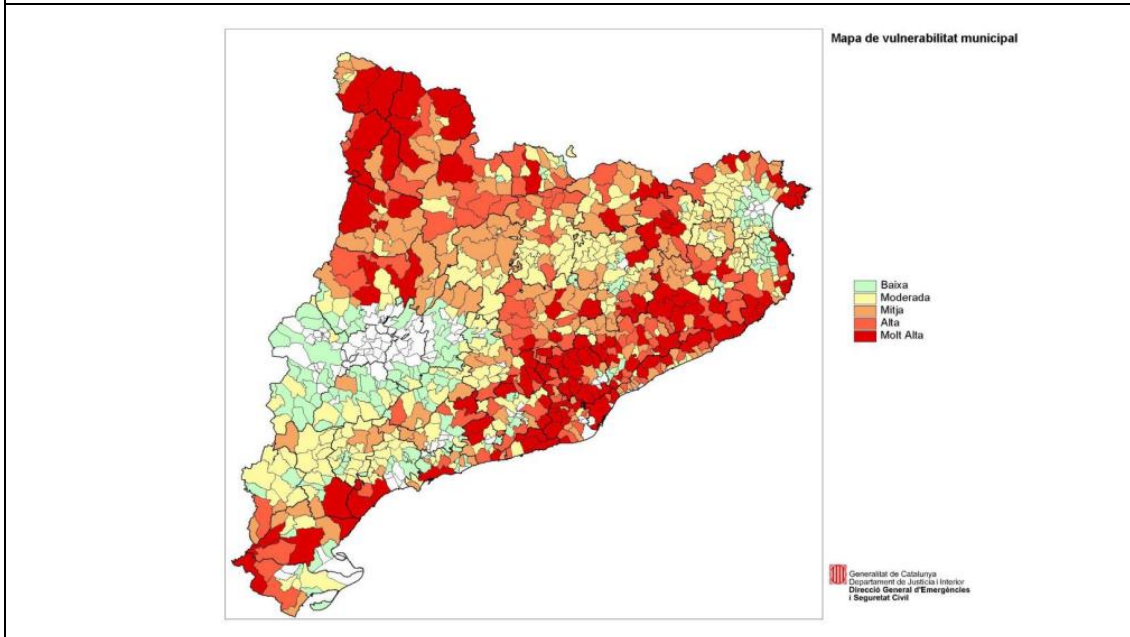 Mapa de vulnerabilitat municipal
Baixa
Moderada
Mitja
Alta
Molt Alta
Generalitat de Catalunya
Departament de Justícia i Interior
Direcció General d'Emergències
i Seguretat Civil